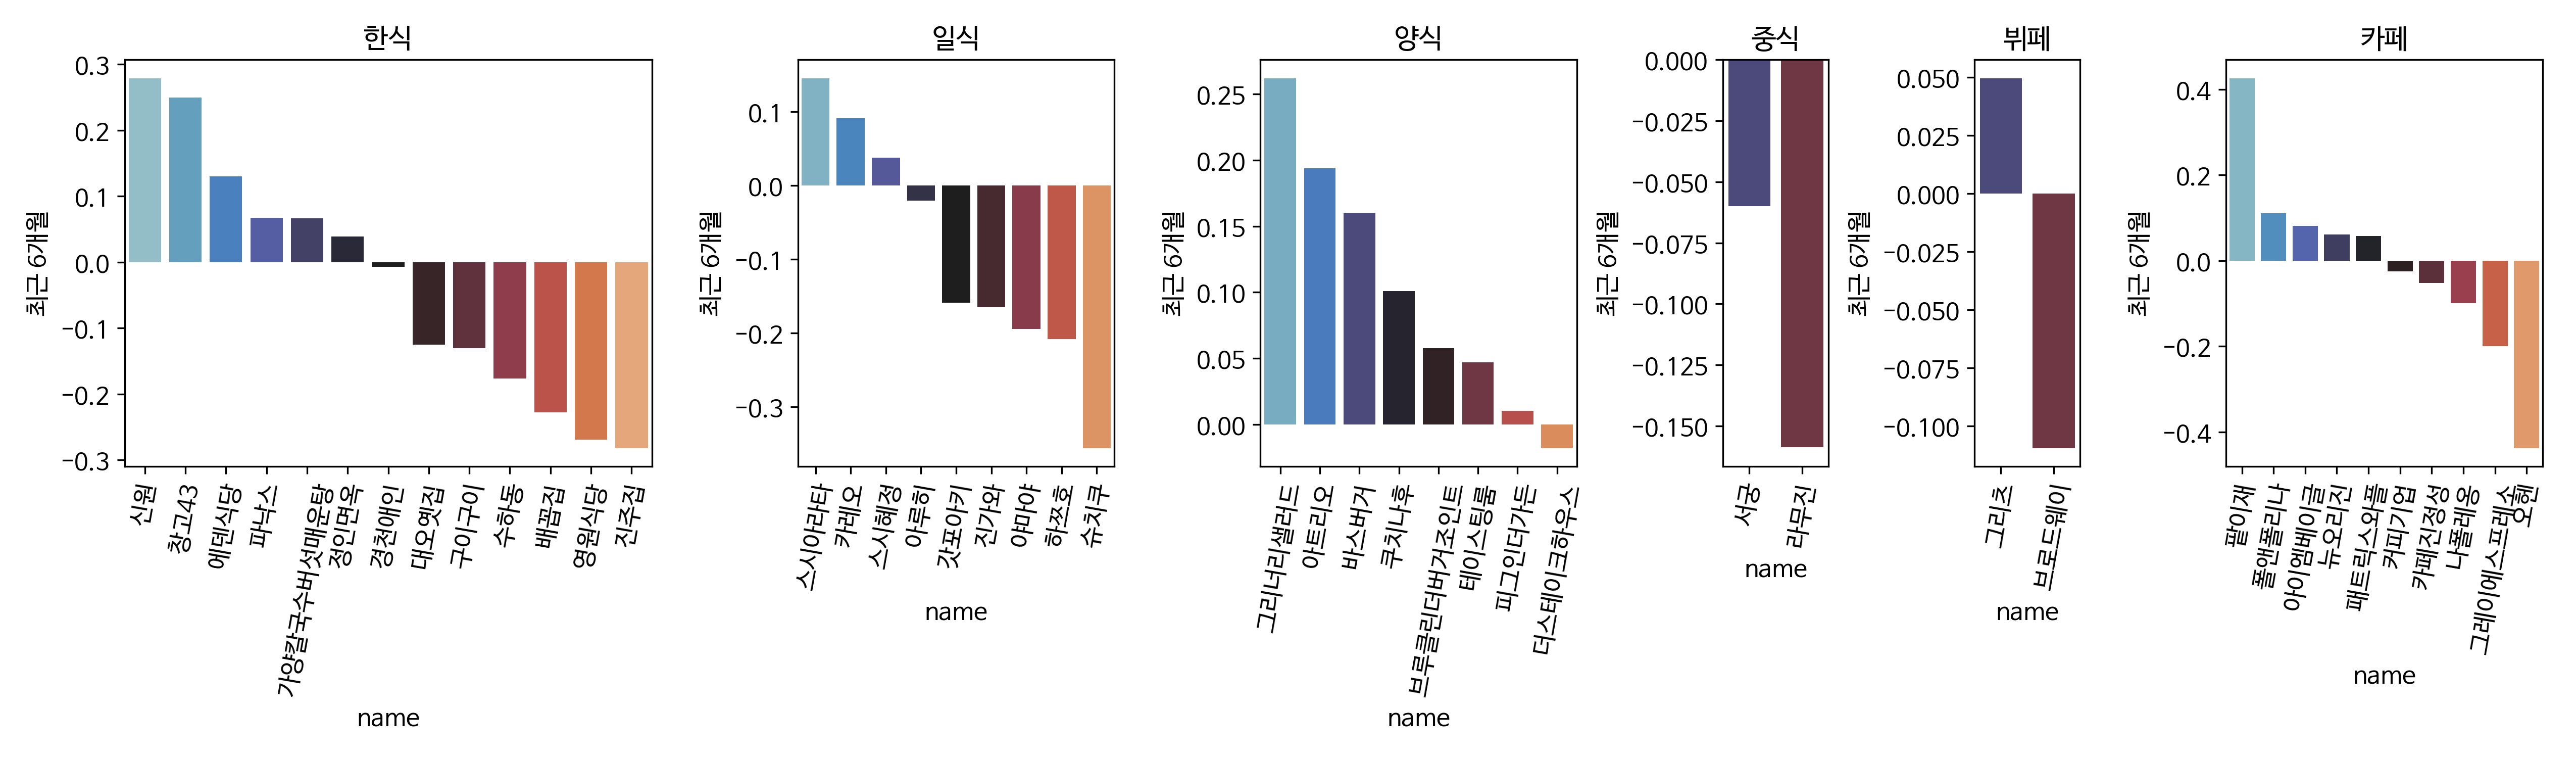 한식
0.3
0.2
0.1
0.0
−0.1
−0.2
−0.3
최근 6개월
신원
창고43
에덴식당
파낙스
가양칼국수버섯매운탕
정인면옥
경천애인
대오옛집
구이구이
수하동
배꼽집
영원식당
진주집
name
일식
0.1
0.0
−0.1
−0.2
−0.3
최근 6개월
스시아라타
카레오
스시혜정
아루히
갓포아키
진가와
야마야
하쯔호
슈치쿠
name
양식
0.25
0.20
0.15
0.10
0.05
0.00
최근 6개월
그리너리샐러드
아트리오
바스버거
쿠치나후
브루클린더버거조인트
테이스팅룸
피그인더가든
더스테이크하우스
name
중식
0.000
−0.025
−0.050
−0.075
−0.100
−0.125
−0.150
최근 6개월
서궁
라무진
name
뷔페
0.050
0.025
0.000
−0.025
−0.050
−0.075
−0.100
최근 6개월
그리츠
브로드웨이
name
카페
0.4
0.2
0.0
−0.2
−0.4
최근 6개월
팥이재
폴앤폴리나
아이엠베이글
뉴오리진
패트릭스와플
커피기업
카페진정성
나폴레옹
그레이에스프레소
오헨
name